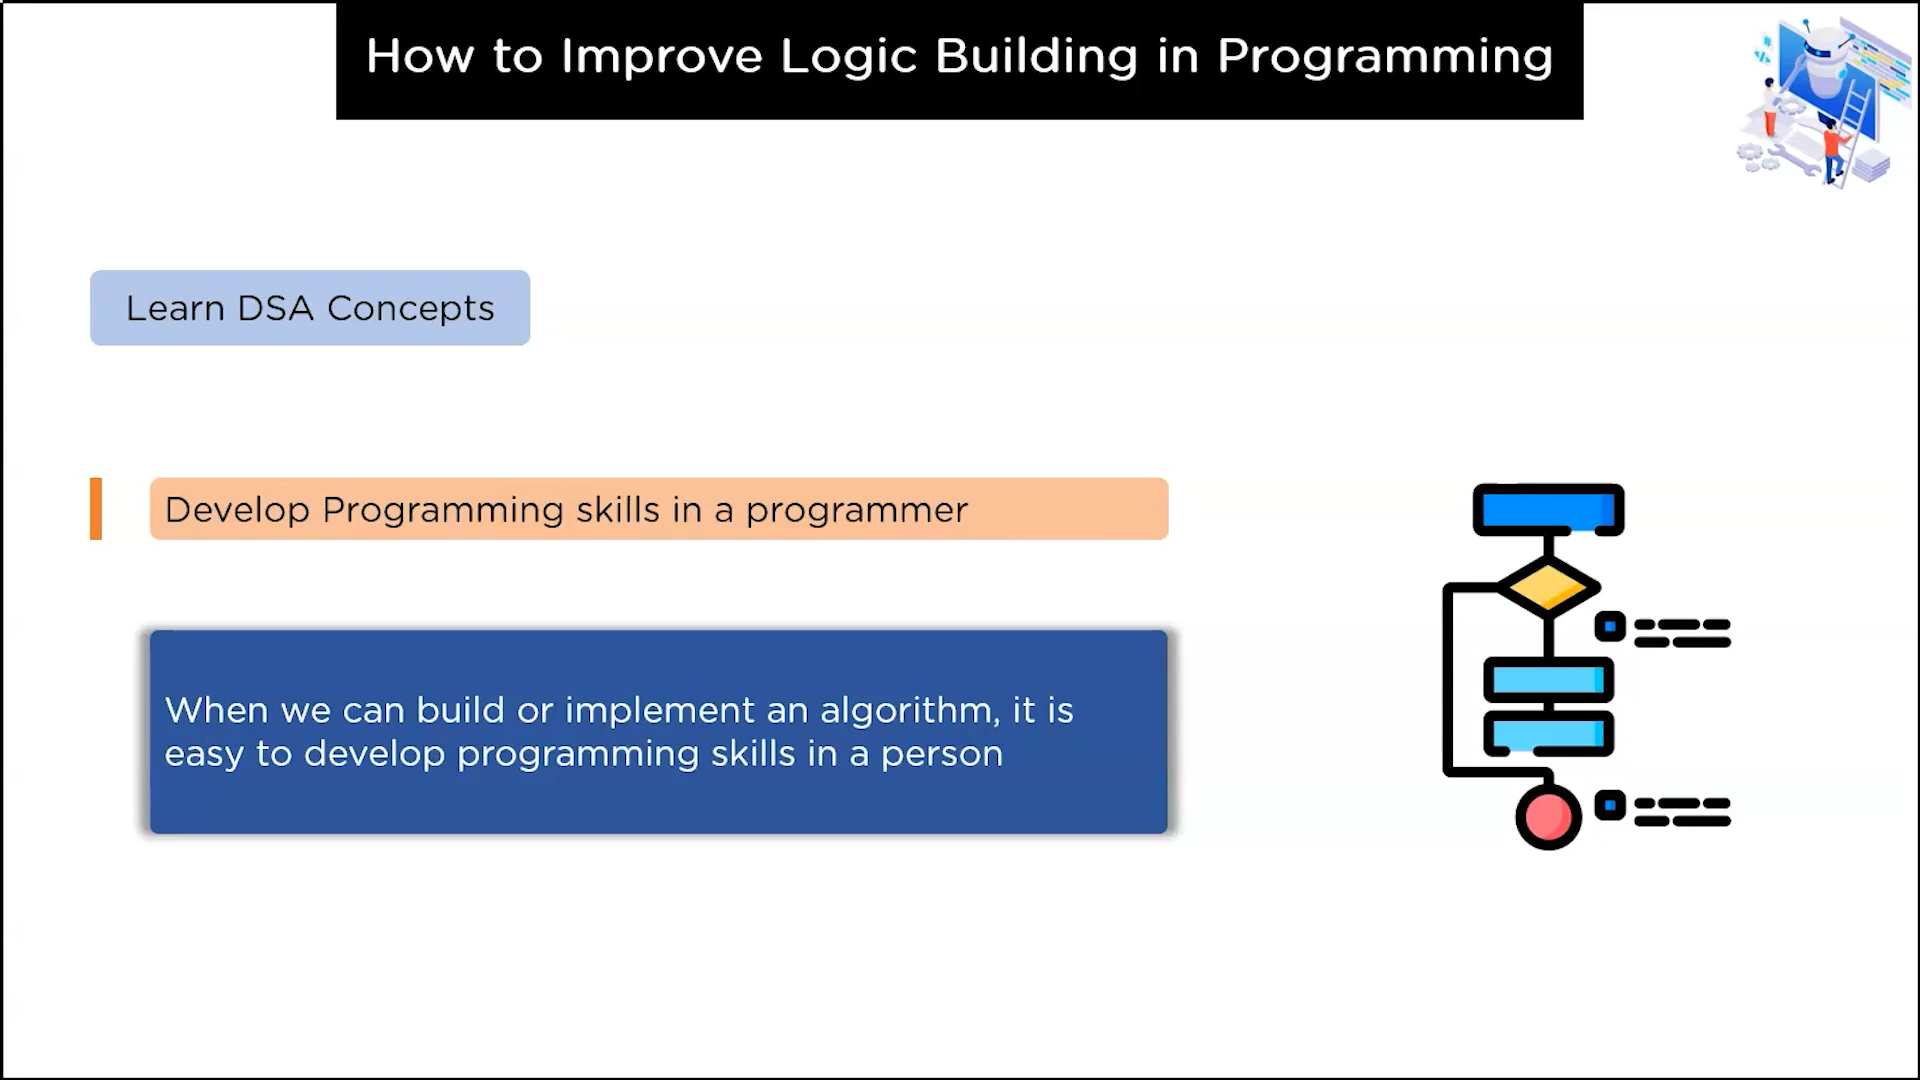 How to Improve Logic Building in Programming
Learn DSA Concepts
Develop Programming skills in a programmer
When we can build or implement an algorithm, it is
easy to develop programming skills in a person